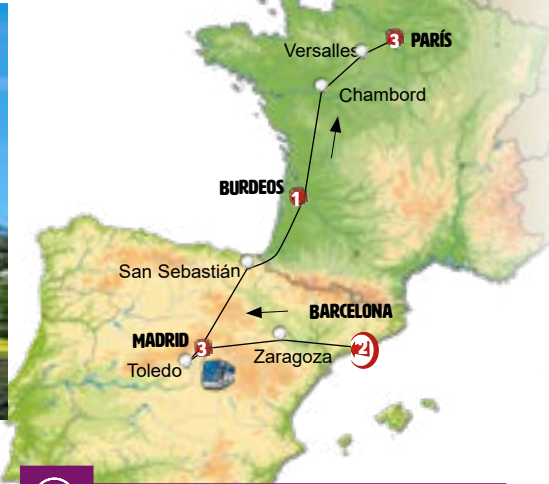 3 PARÍS
Versalles
Chambord
BURDEOS
1
San Sebastián
BARCELONA
MADRID 3
Zaragoza
2
Toledo